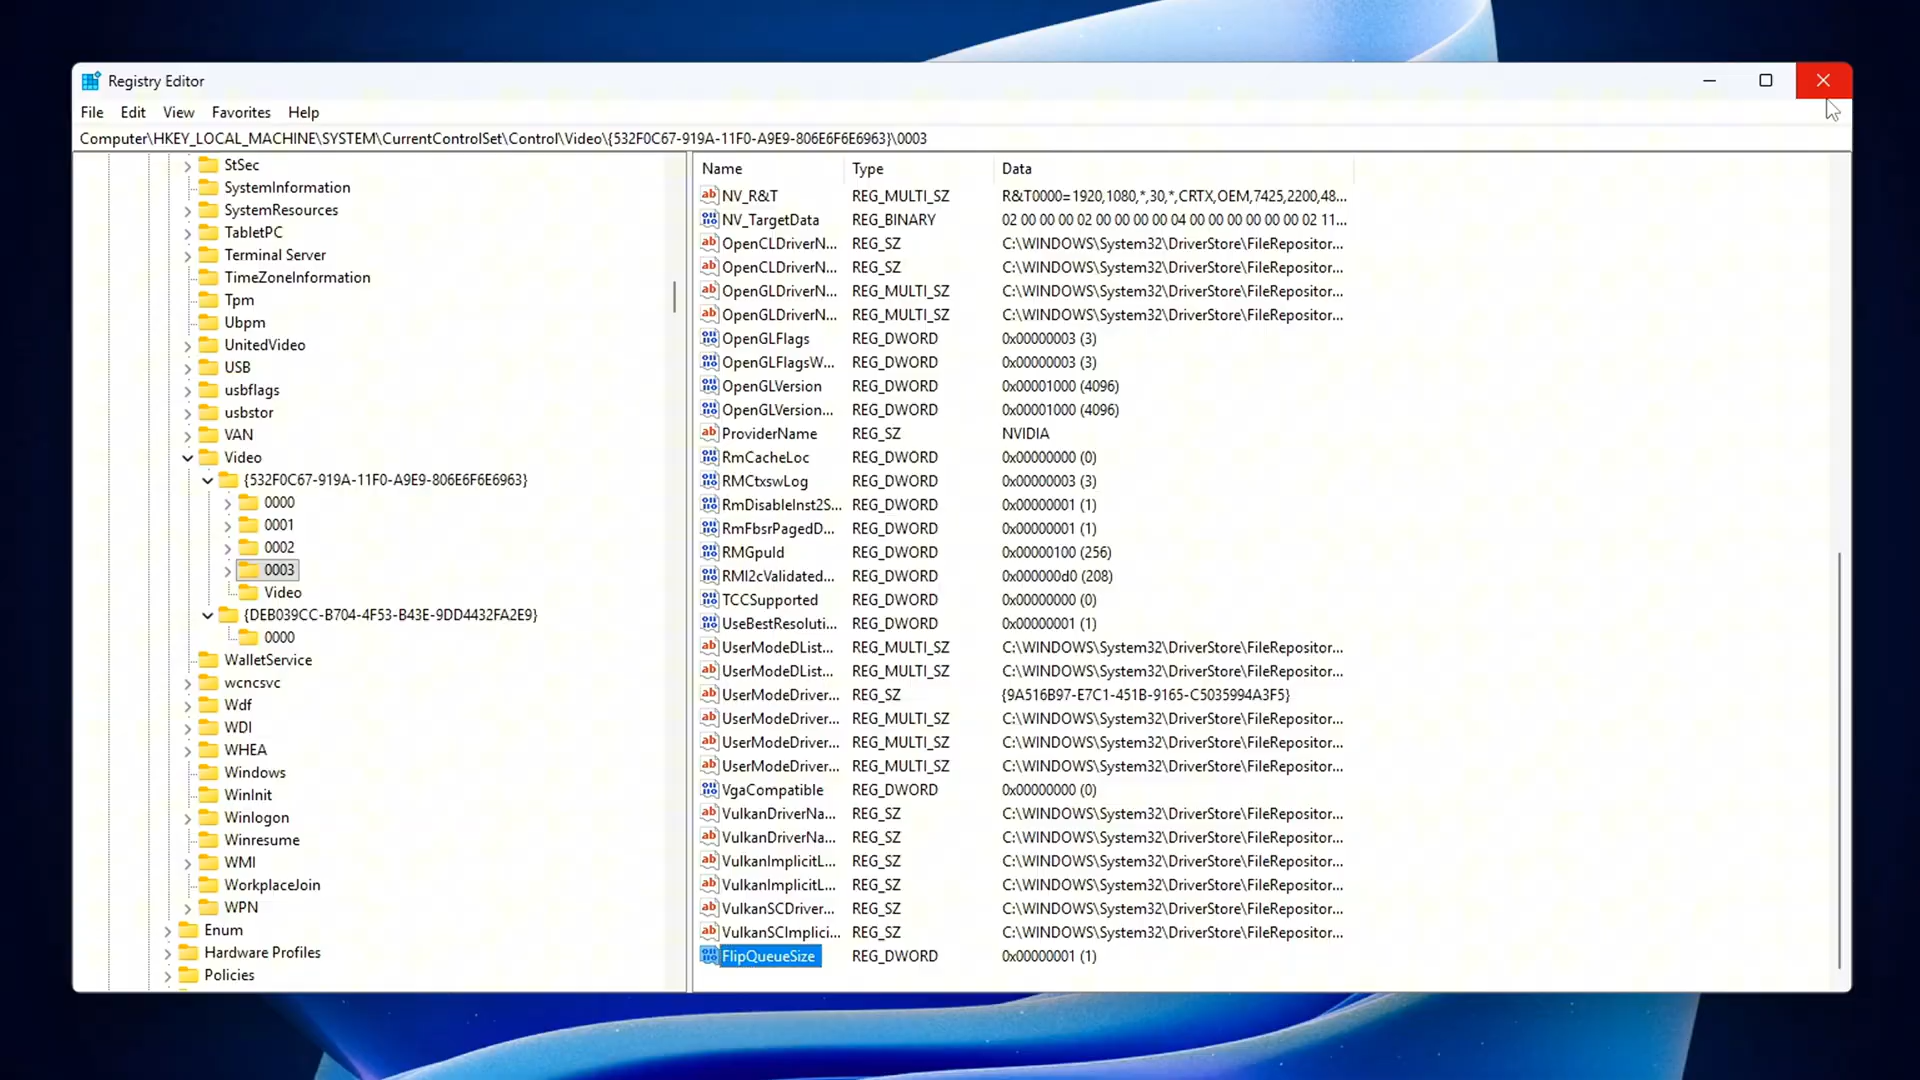 Registry Editor
File Edit View Favorites Help
Computer\HKEY_LOCAL_MACHINE\SYSTEM\CurrentControlSet\Control\Video\{532F0C67-919A-11F0-A9E9-806E6F6E6963}\0003
StSec
SystemInformation
SystemResources
TabletPC
Terminal Server
TimeZoneInformation
Tpm
Ubpm
UnitedVideo
USB
usbflags
usbstor
VAN
Video
{532F0C67-919A-11F0-A9E9-806E6F6E6963}
0000
0001
0002
0003
Video
{DEB039CC-B704-4F53-B43E-9DD4432FA2E9}
0000
WalletService
wcncsvc
Wdf
WDI
WHEA
Windows
WinInit
Winlogon
Winresume
WMI
WorkplaceJoin
WPN
Enum
Hardware Profiles
Policies
Name Type Data
NV_R&T REG_MULTI_SZ R&T0000=1920,1080,*,30,*,CRTX,OEM,7425,2200,48...
NV_TargetData REG_BINARY 02 00 00 00 02 00 00 00 00 04 00 00 00 00 00 00 02 11...
OpenCLDriverN... REG_SZ C:\WINDOWS\System32\DriverStore\FileRepositor...
OpenCLDriverN... REG_SZ C:\WINDOWS\System32\DriverStore\FileRepositor...
OpenGLDriverN... REG_MULTI_SZ C:\WINDOWS\System32\DriverStore\FileRepositor...
OpenGLDriverN... REG_MULTI_SZ C:\WINDOWS\System32\DriverStore\FileRepositor...
OpenGLFlags REG_DWORD 0x00000003 (3)
OpenGLFlagsW... REG_DWORD 0x00000003 (3)
OpenGLVersion REG_DWORD 0x00001000 (4096)
OpenGLVersion... REG_DWORD 0x00001000 (4096)
ProviderName REG_SZ NVIDIA
RmCacheLoc REG_DWORD 0x00000000 (0)
RMCtxswLog REG_DWORD 0x00000003 (3)
RmDisableInst2S... REG_DWORD 0x00000001 (1)
RmFbsrPagedD... REG_DWORD 0x00000001 (1)
RMGpuId REG_DWORD 0x00000100 (256)
RMI2cValidated... REG_DWORD 0x000000d0 (208)
TCCSupported REG_DWORD 0x00000000 (0)
UseBestResoluti... REG_DWORD 0x00000001 (1)
UserModeDList... REG_MULTI_SZ C:\WINDOWS\System32\DriverStore\FileRepositor...
UserModeDList... REG_MULTI_SZ C:\WINDOWS\System32\DriverStore\FileRepositor...
UserModeDriver... REG_SZ {9A516B97-E7C1-451B-9165-C5035994A3F5}
UserModeDriver... REG_MULTI_SZ C:\WINDOWS\System32\DriverStore\FileRepositor...
UserModeDriver... REG_MULTI_SZ C:\WINDOWS\System32\DriverStore\FileRepositor...
UserModeDriver... REG_MULTI_SZ C:\WINDOWS\System32\DriverStore\FileRepositor...
VgaCompatible REG_DWORD 0x00000000 (0)
VulkanDriverNa... REG_SZ C:\WINDOWS\System32\DriverStore\FileRepositor...
VulkanDriverNa... REG_SZ C:\WINDOWS\System32\DriverStore\FileRepositor...
VulkanImplicitL... REG_SZ C:\WINDOWS\System32\DriverStore\FileRepositor...
VulkanImplicitL... REG_SZ C:\WINDOWS\System32\DriverStore\FileRepositor...
VulkanSCDriver... REG_SZ C:\WINDOWS\System32\DriverStore\FileRepositor...
VulkanSCImplici... REG_SZ C:\WINDOWS\System32\DriverStore\FileRepositor...
FlipQueueSize REG_DWORD 0x00000001 (1)